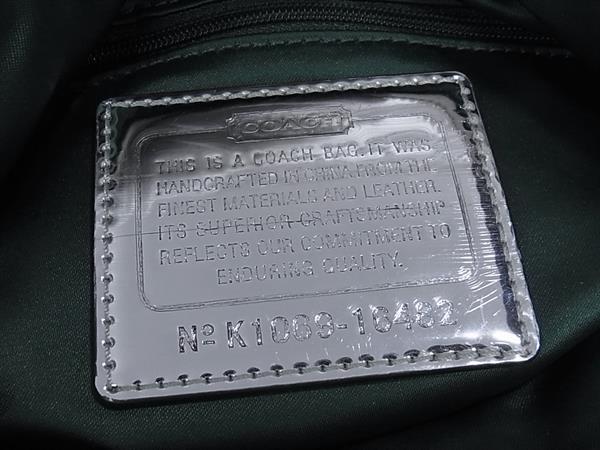 COACH
THIS IS A COACH BAG. IT WAS
HANDCRAFTED IN CHINA FROM THE
FINEST MATERIALS AND LEATHER.
ITS SUPERIOR CRAFTSMANSHIP
REFLECTS OUR COMMITMENT TO
ENDURING QUALITY.
Nº K1069-16482